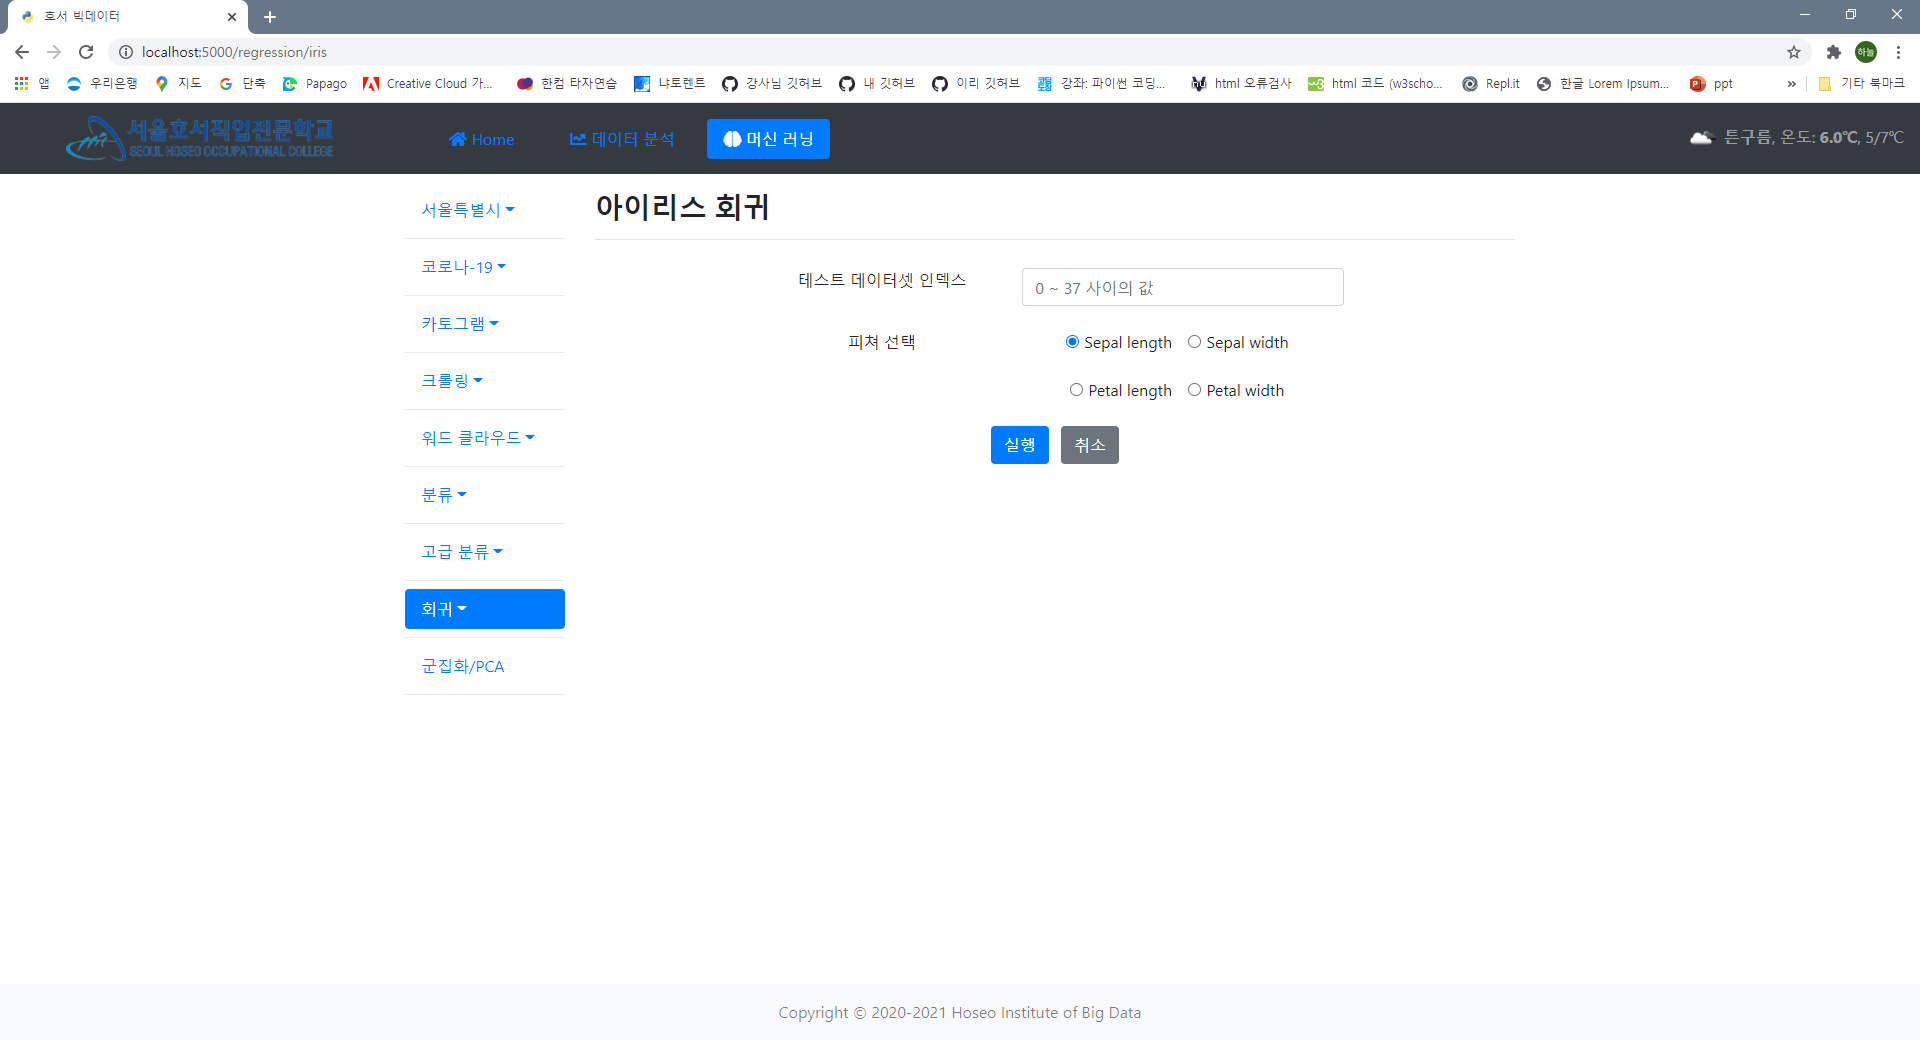 호서 빅데이터
localhost:5000/regression/iris
하늘
앱 우리은행 지도 단축 Papago Creative Cloud 가... 한컴 타자연습 냐토렌트 강사님 깃허브 내 깃허브 이리 깃허브 강좌: 파이썬 코딩... html 오류검사 html 코드 (w3scho... Repl.it 한글 Lorem Ipsum... ppt » 기타 북마크
서울호서직업전문학교
SEOUL HOSEO OCCUPATIONAL COLLEGE
Home 데이터 분석 머신 러닝
튼구름, 온도: 6.0℃, 5/7℃
서울특별시
코로나-19
카토그램
크롤링
워드 클라우드
분류
고급 분류
회귀
군집화/PCA
아이리스 회귀
테스트 데이터셋 인덱스 0 ~ 37 사이의 값
피쳐 선택 Sepal length Sepal width
Petal length Petal width
실행 취소
Copyright © 2020-2021 Hoseo Institute of Big Data